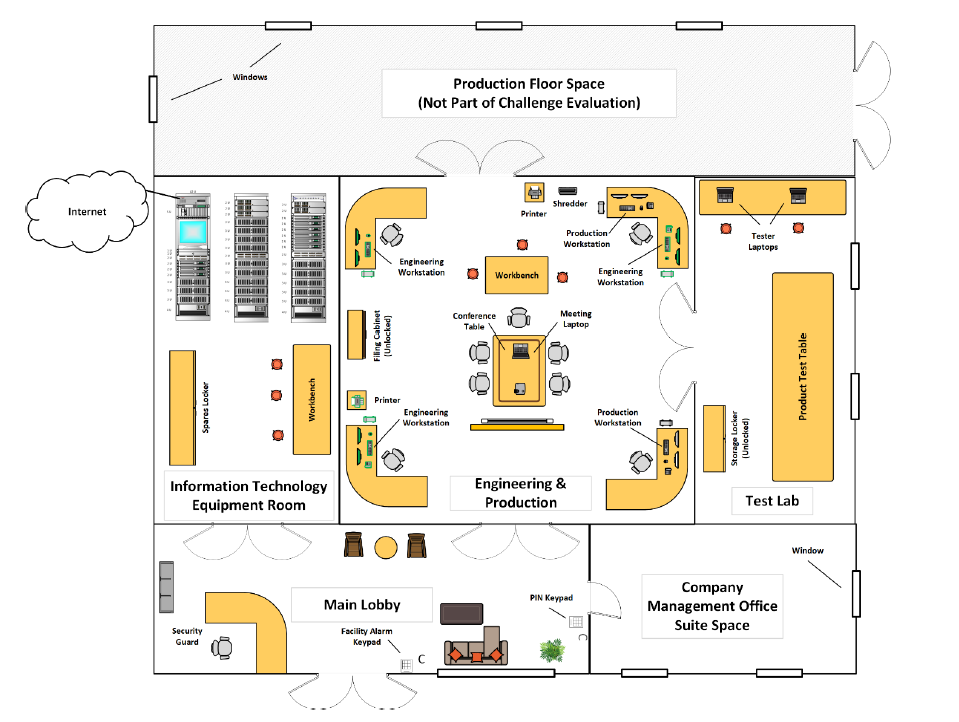 Windows
Production Floor Space
(Not Part of Challenge Evaluation)
Internet
Printer
Shredder
Production
Workstation
Engineering
Workstation
Engineering
Workstation
Tester
Laptops
Workbench
Conference
Table
Meeting
Laptop
Filing Cabinet
(Unlocked)
Product Test Table
Spares Locker
Workbench
Printer
Engineering
Workstation
Production
Workstation
Storage Locker
(Unlocked)
Information Technology
Equipment Room
Engineering &
Production
Test Lab
Window
Main Lobby
PIN Keypad
Company
Management Office
Suite Space
Security
Guard
Facility Alarm
Keypad
C
C